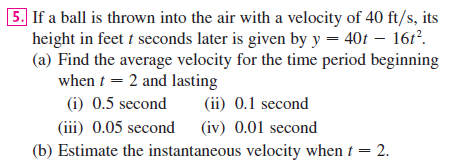 5. If a ball is thrown into the air with a velocity of 40 ft/s, its
height in feet t seconds later is given by y = 40t − 16t².
(a) Find the average velocity for the time period beginning
when t = 2 and lasting
(i) 0.5 second (ii) 0.1 second
(iii) 0.05 second (iv) 0.01 second
(b) Estimate the instantaneous velocity when t = 2.